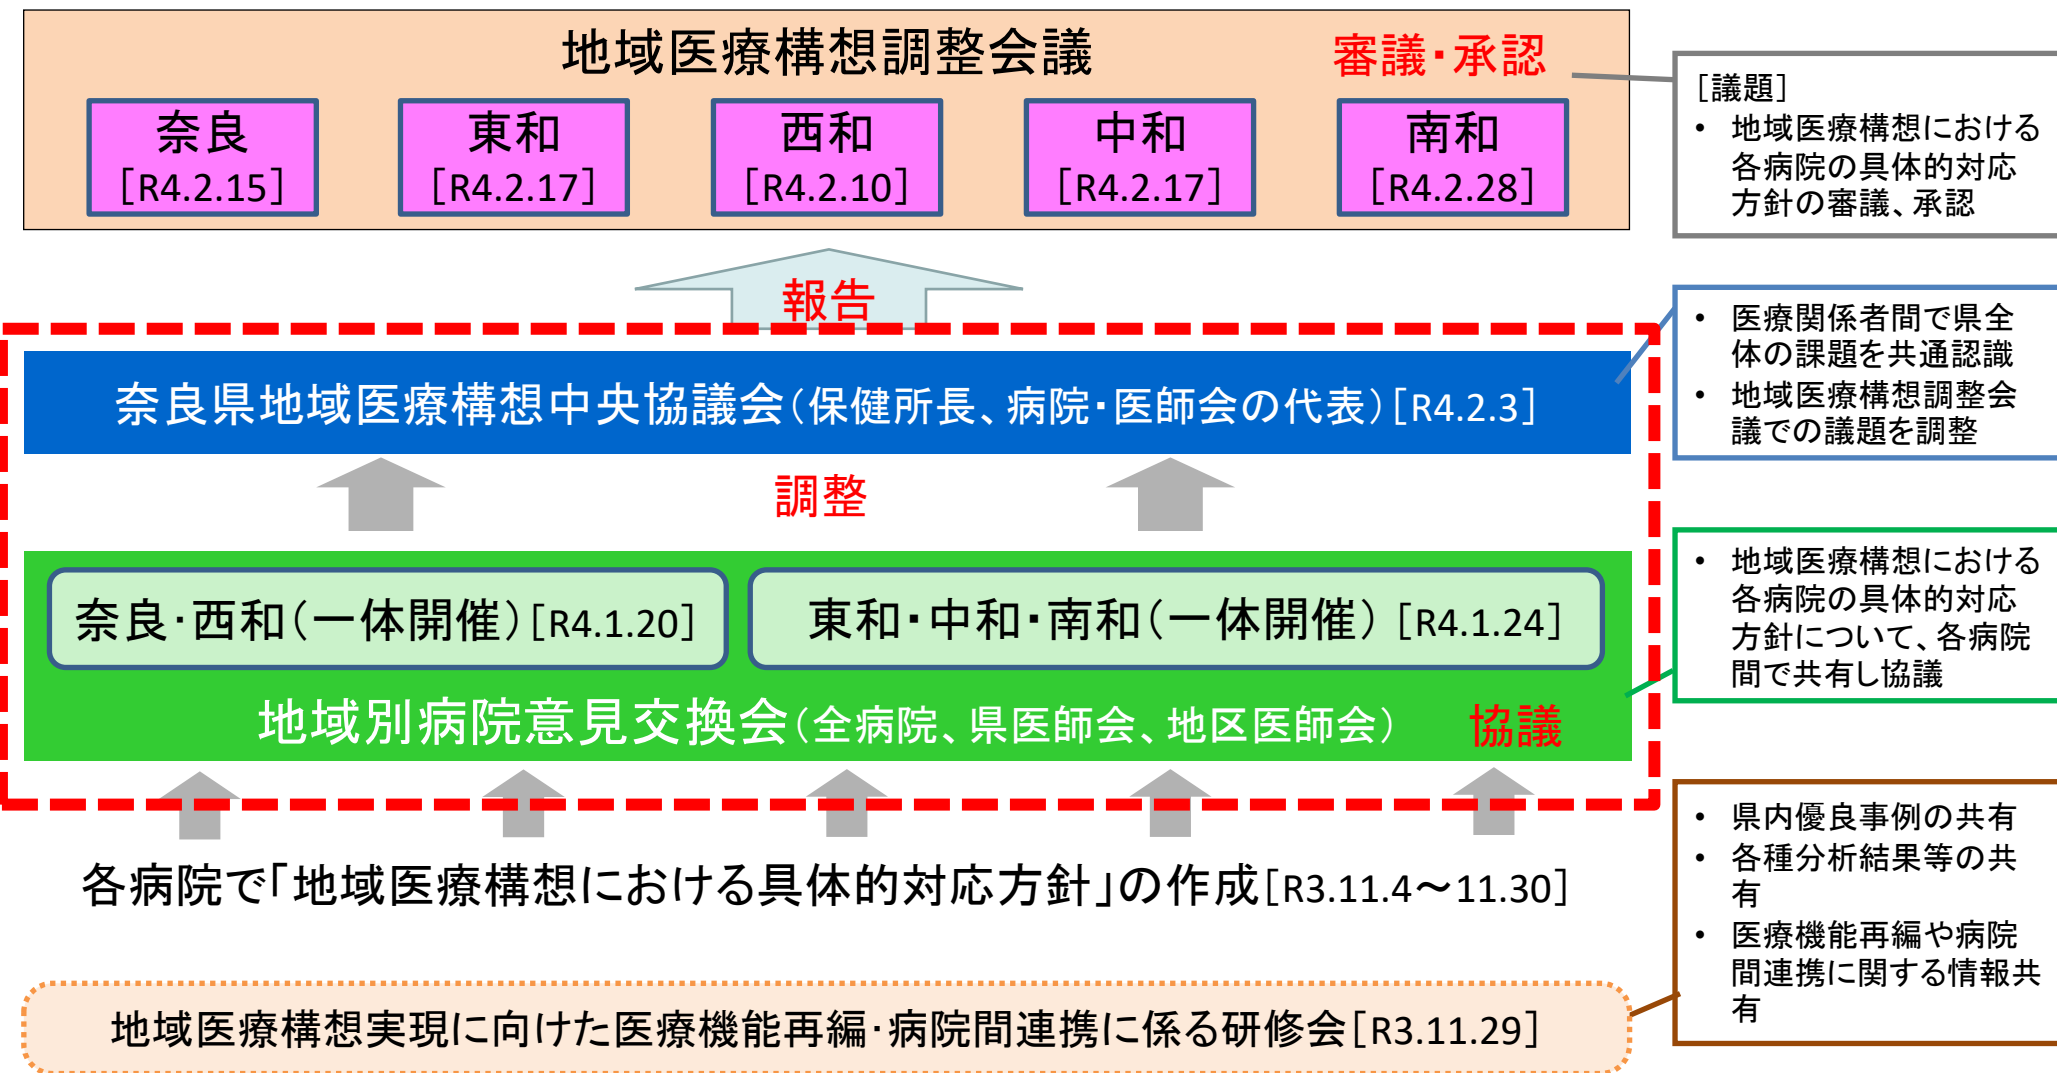 地域医療構想調整会議
審議・承認
奈良
[R4.2.15]
東和
[R4.2.17]
西和
[R4.2.10]
中和
[R4.2.17]
南和
[R4.2.28]
[議題]
• 地域医療構想における
各病院の具体的対応
方針の審議、承認
報告
奈良県地域医療構想中央協議会(保健所長、病院・医師会の代表)[R4.2.3]
• 医療関係者間で県全
体の課題を共通認識
• 地域医療構想調整会
議での議題を調整
調整
奈良・西和(一体開催)[R4.1.20]
東和・中和・南和(一体開催)[R4.1.24]
地域別病院意見交換会(全病院、県医師会、地区医師会)
協議
• 地域医療構想における
各病院の具体的対応
方針について、各病院
間で共有し協議
各病院で「地域医療構想における具体的対応方針」の作成[R3.11.4~11.30]
地域医療構想実現に向けた医療機能再編・病院間連携に係る研修会[R3.11.29]
• 県内優良事例の共有
• 各種分析結果等の共
有
• 医療機能再編や病院
間連携に関する情報共
有